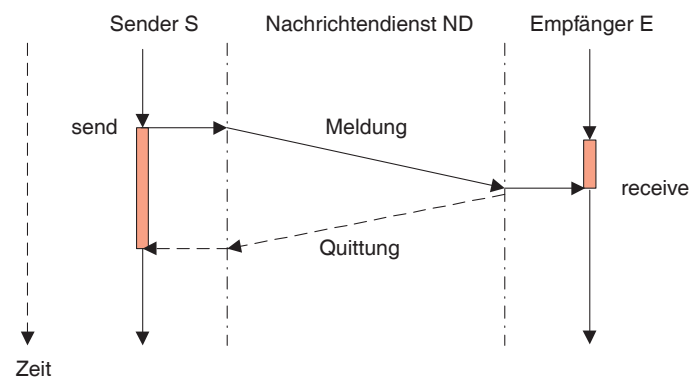 Sender S
Nachrichtendienst ND
Empfänger E
send
Meldung
receive
Quittung
Zeit